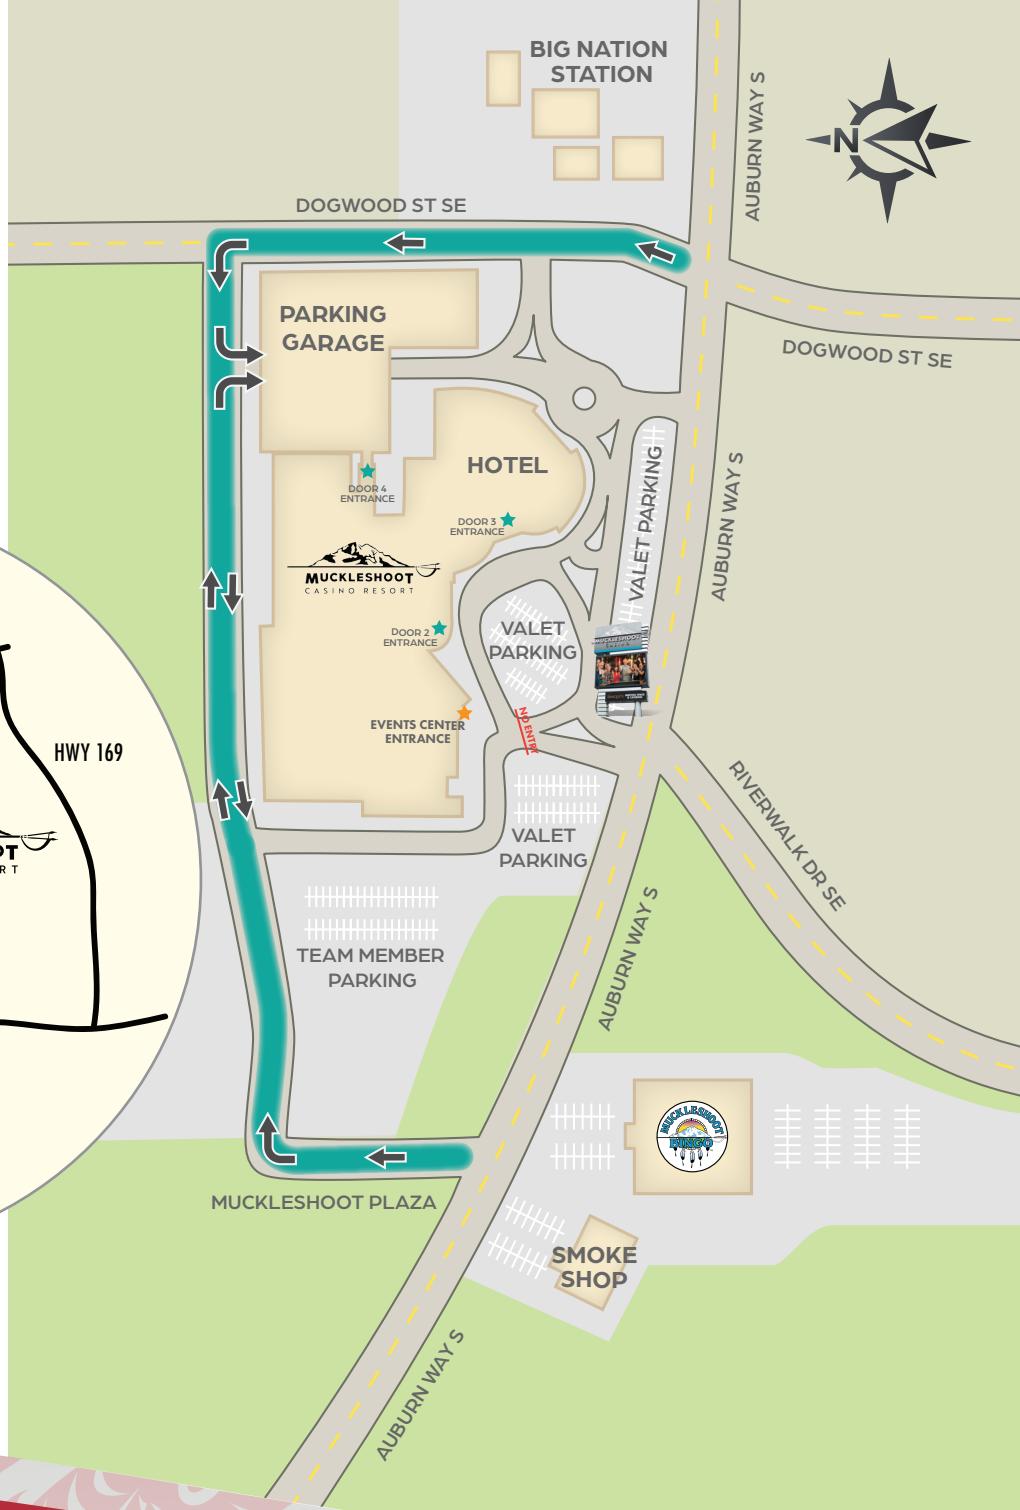 BIG NATION
STATION
AUBURN WAY S
N
DOGWOOD ST SE
PARKING
GARAGE
DOGWOOD ST SE
HOTEL
VALET PARKING
AUBURN WAY S
DOOR 4
ENTRANCE
DOOR 3
ENTRANCE
MUCKLESHOOT
CASINO RESORT
DOOR 2
ENTRANCE
VALET
PARKING
MUCKLESHOOT
EVENTS CENTER
ENTRANCE
NO ENTRY
HWY 169
RIVERWALK DR SE
VALET
PARKING
OT
RT
AUBURN WAY S
TEAM MEMBER
PARKING
MUCKLESHOOT
BINGO
MUCKLESHOOT PLAZA
SMOKE
SHOP
AUBURN WAY S